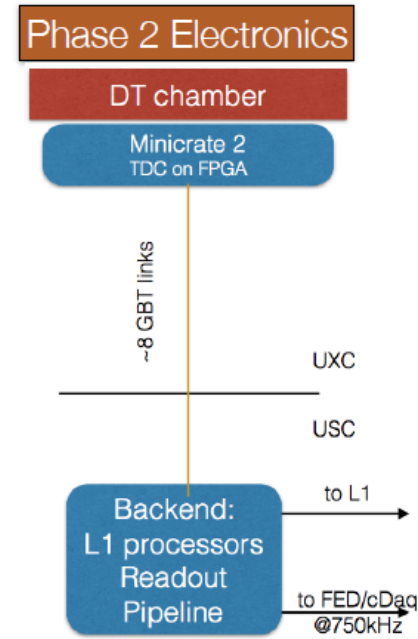 Phase 2 Electronics
DT chamber
Minicrate 2
TDC on FPGA
~8 GBT links
UXC
USC
Backend:
L1 processors
Readout
Pipeline
to L1
to FED/cDaq
@750kHz